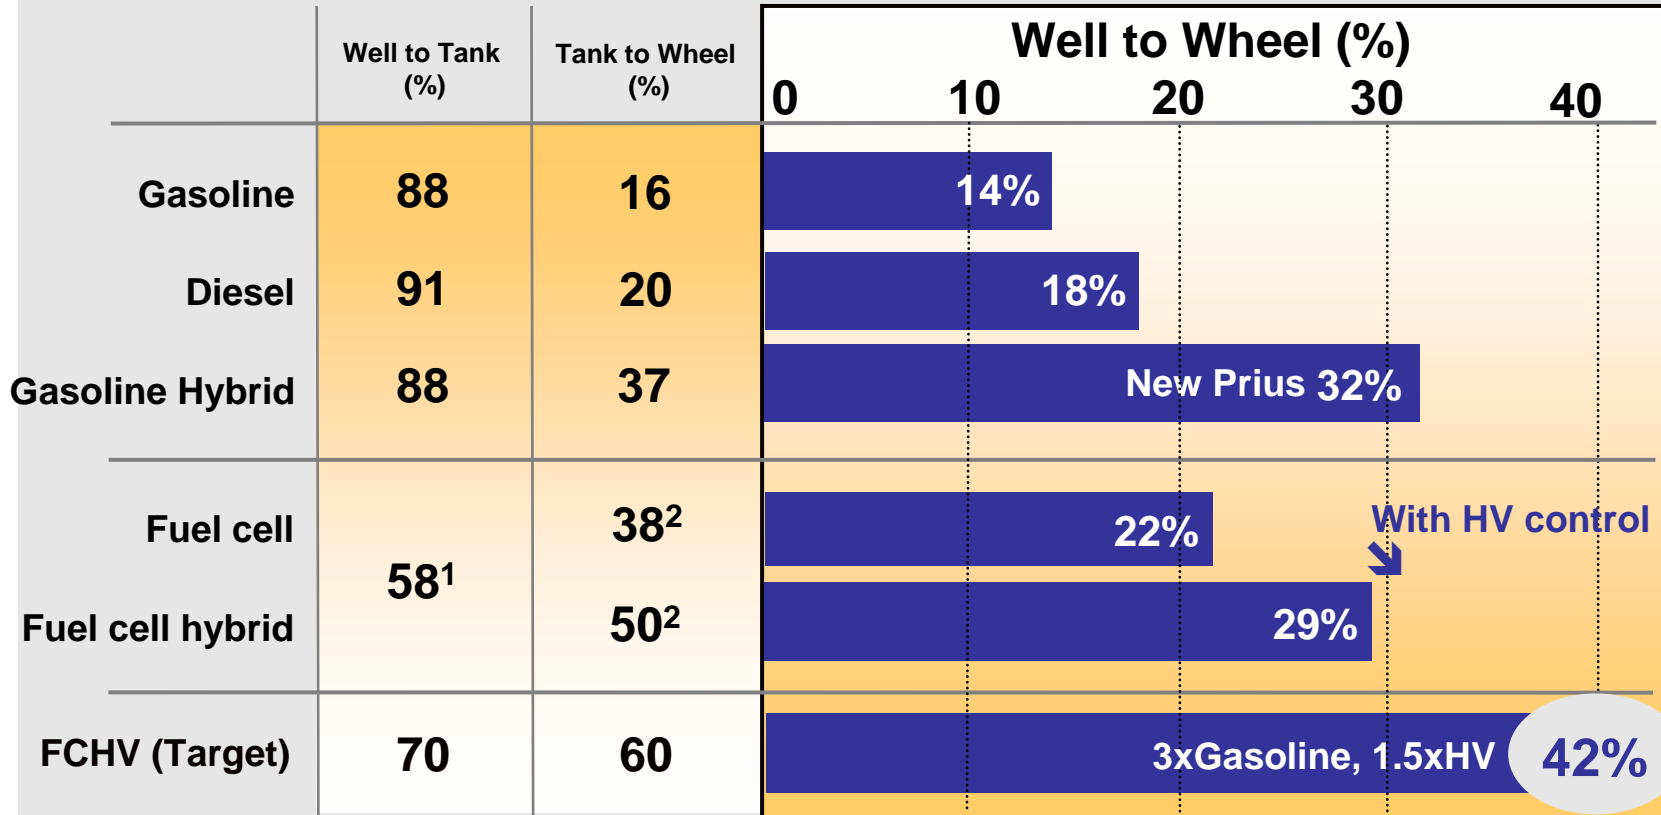 Well to Tank
(%)
Tank to Wheel
(%)
Well to Wheel (%)
0 10 20 30 40
Gasoline 88 16 14%
Diesel 91 20 18%
Gasoline Hybrid 88 37 New Prius 32%
Fuel cell 38² 22% With HV control
58¹
Fuel cell hybrid 50² 29%
FCHV (Target) 70 60 3xGasoline, 1.5xHV 42%